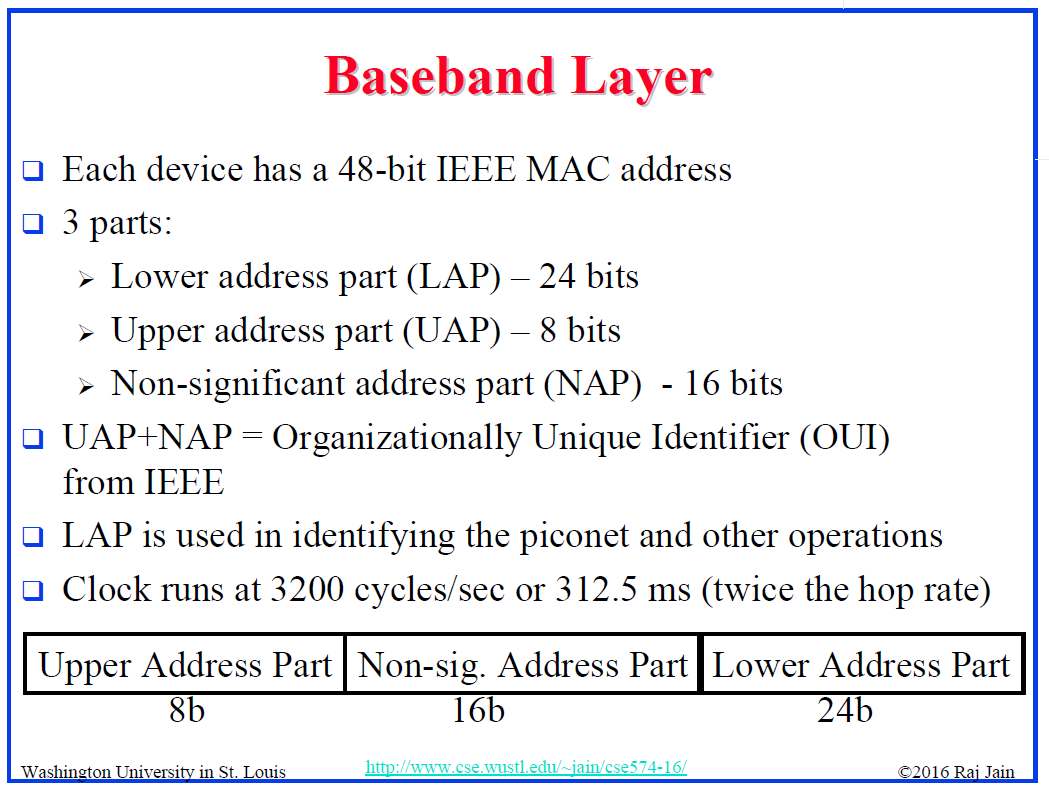 Baseband Layer
Each device has a 48-bit IEEE MAC address
3 parts:
Lower address part (LAP) – 24 bits
Upper address part (UAP) – 8 bits
Non-significant address part (NAP)  - 16 bits
UAP+NAP = Organizationally Unique Identifier (OUI)
from IEEE
LAP is used in identifying the piconet and other operations
Clock runs at 3200 cycles/sec or 312.5 ms (twice the hop rate)
Upper Address Part Non-sig. Address Part Lower Address Part
8b 16b 24b
Washington University in St. Louis http://www.cse.wustl.edu/~jain/cse574-16/ ©2016 Raj Jain